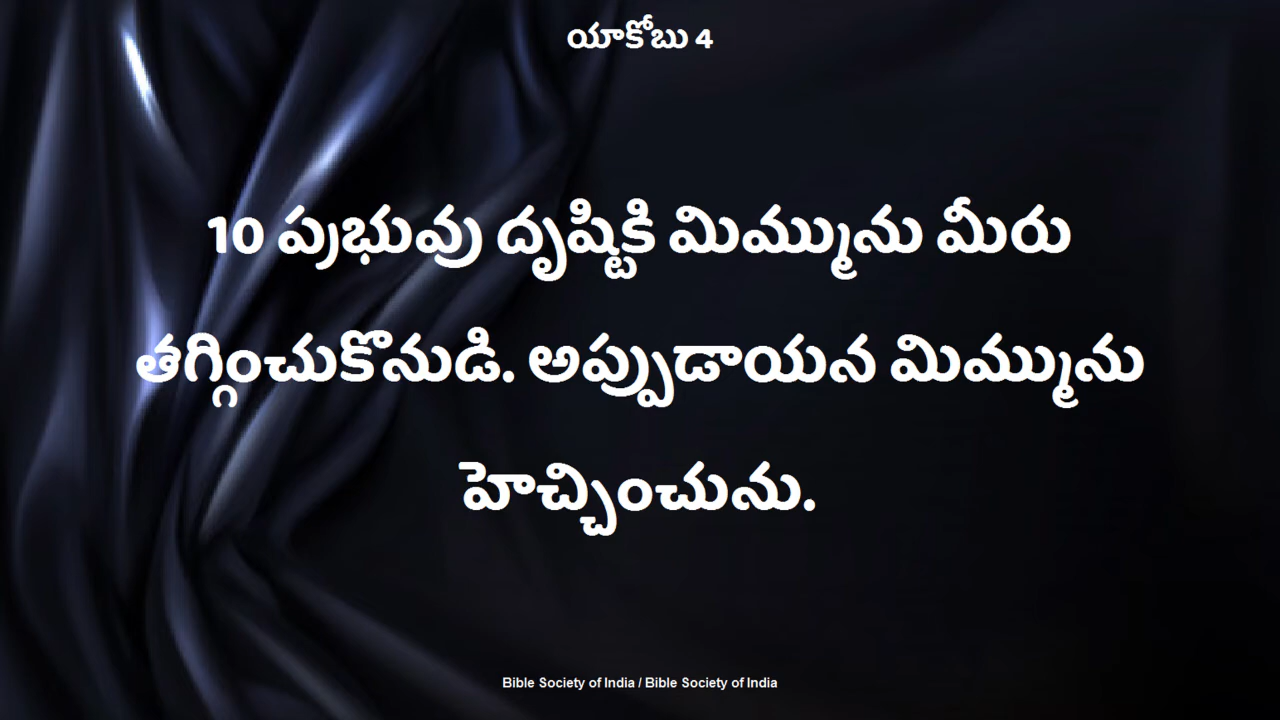 యాకోబు 4
10 ప్రభువు దృష్టికి మిమ్మును మీరు
తగ్గించుకొనుడి. అప్పుడాయన మిమ్మును
హెచ్చించును.
Bible Society of India / Bible Society of India